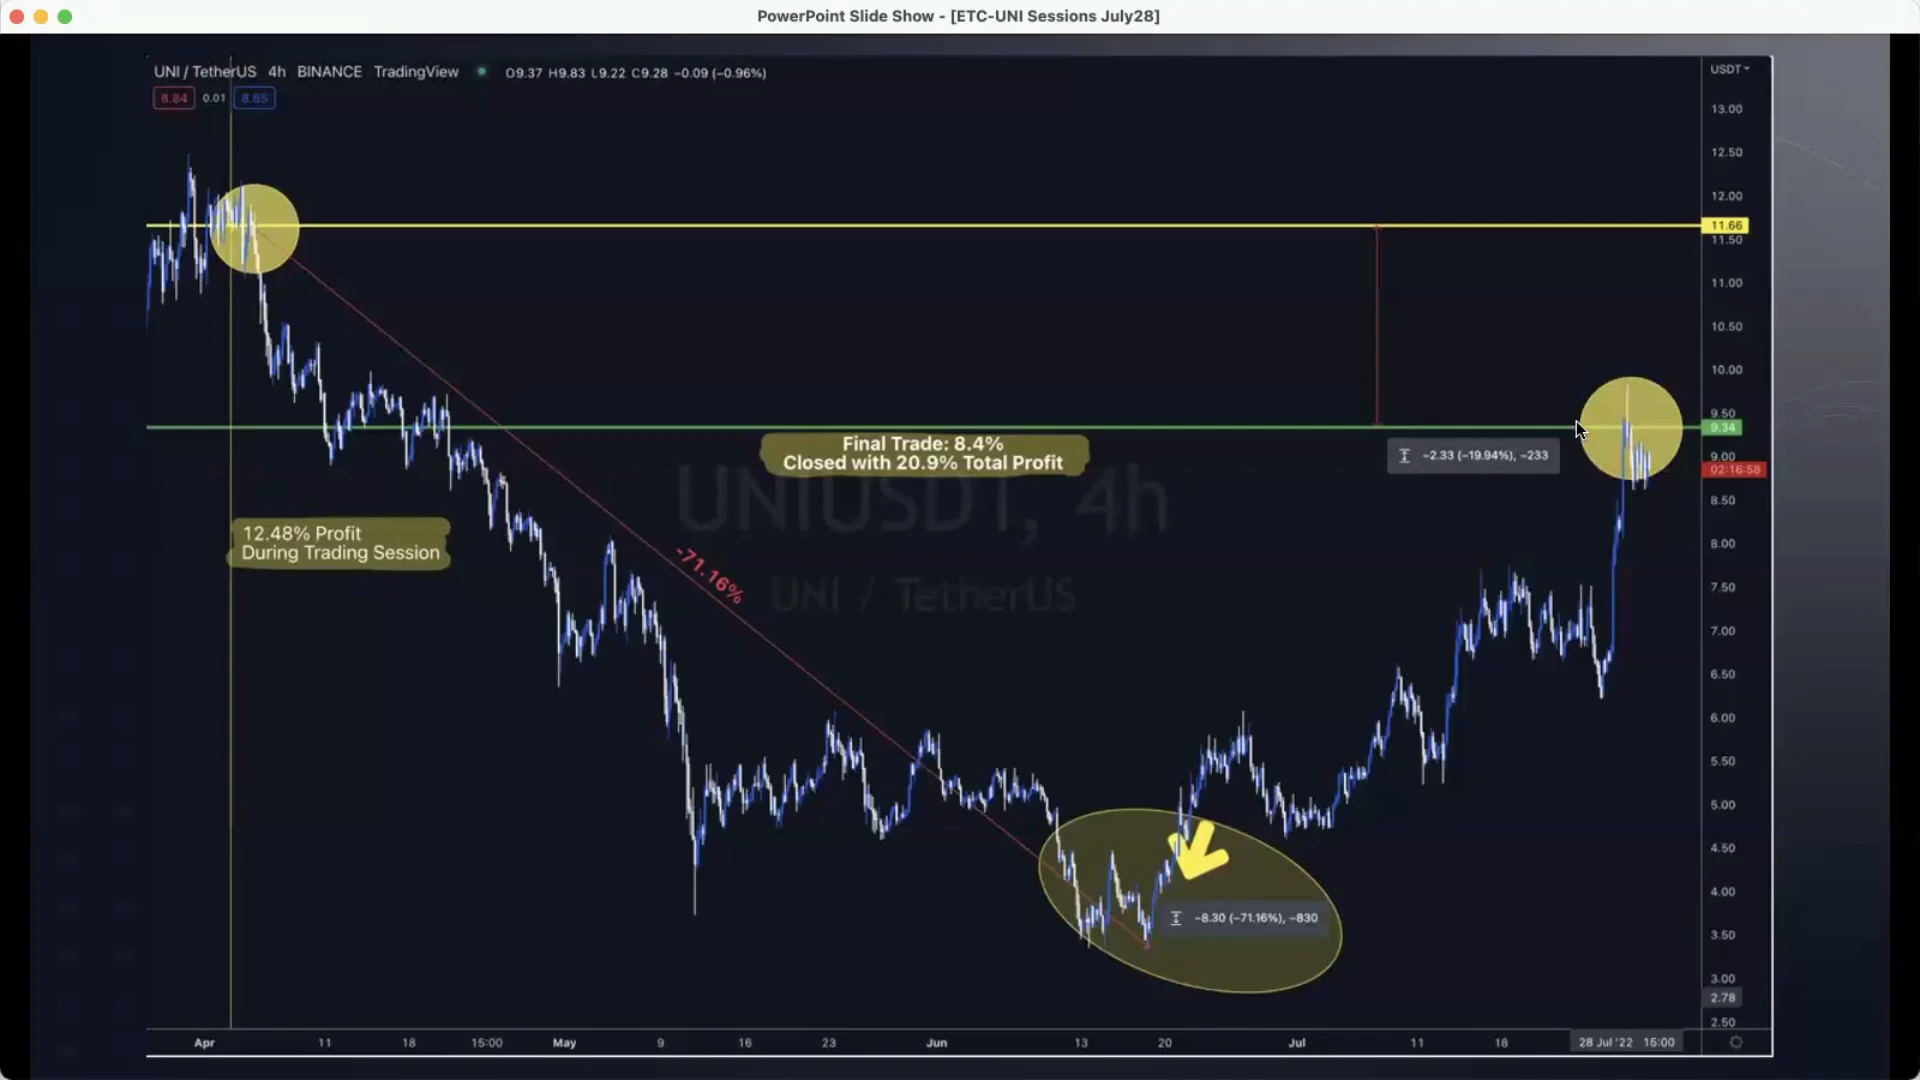 PowerPoint Slide Show - [ETC-UNI Sessions July28]
UNI / TetherUS 4h BINANCE TradingView O9.37 H9.83 L9.22 C9.28 −0.09 (−0.96%)
USDT
8.84 0.01 8.85
13.00
12.50
12.00
11.66
11.50
11.00
10.50
10.00
9.50
9.34
Final Trade: 8.4%
Closed with 20.9% Total Profit
−2.33 (−19.94%), −233
9.00
02:16:58
8.50
UNIUSDT, 4h
12.48% Profit
During Trading Session
8.00
-71.16%
7.50
UNI / TetherUS
7.00
6.50
6.00
5.50
5.00
4.50
4.00
−8.30 (−71.16%), −830
3.50
3.00
2.78
2.50
Apr 11 18 15:00 May 9 16 23 Jun 13 20 Jul 11 18 28 Jul '22 15:00